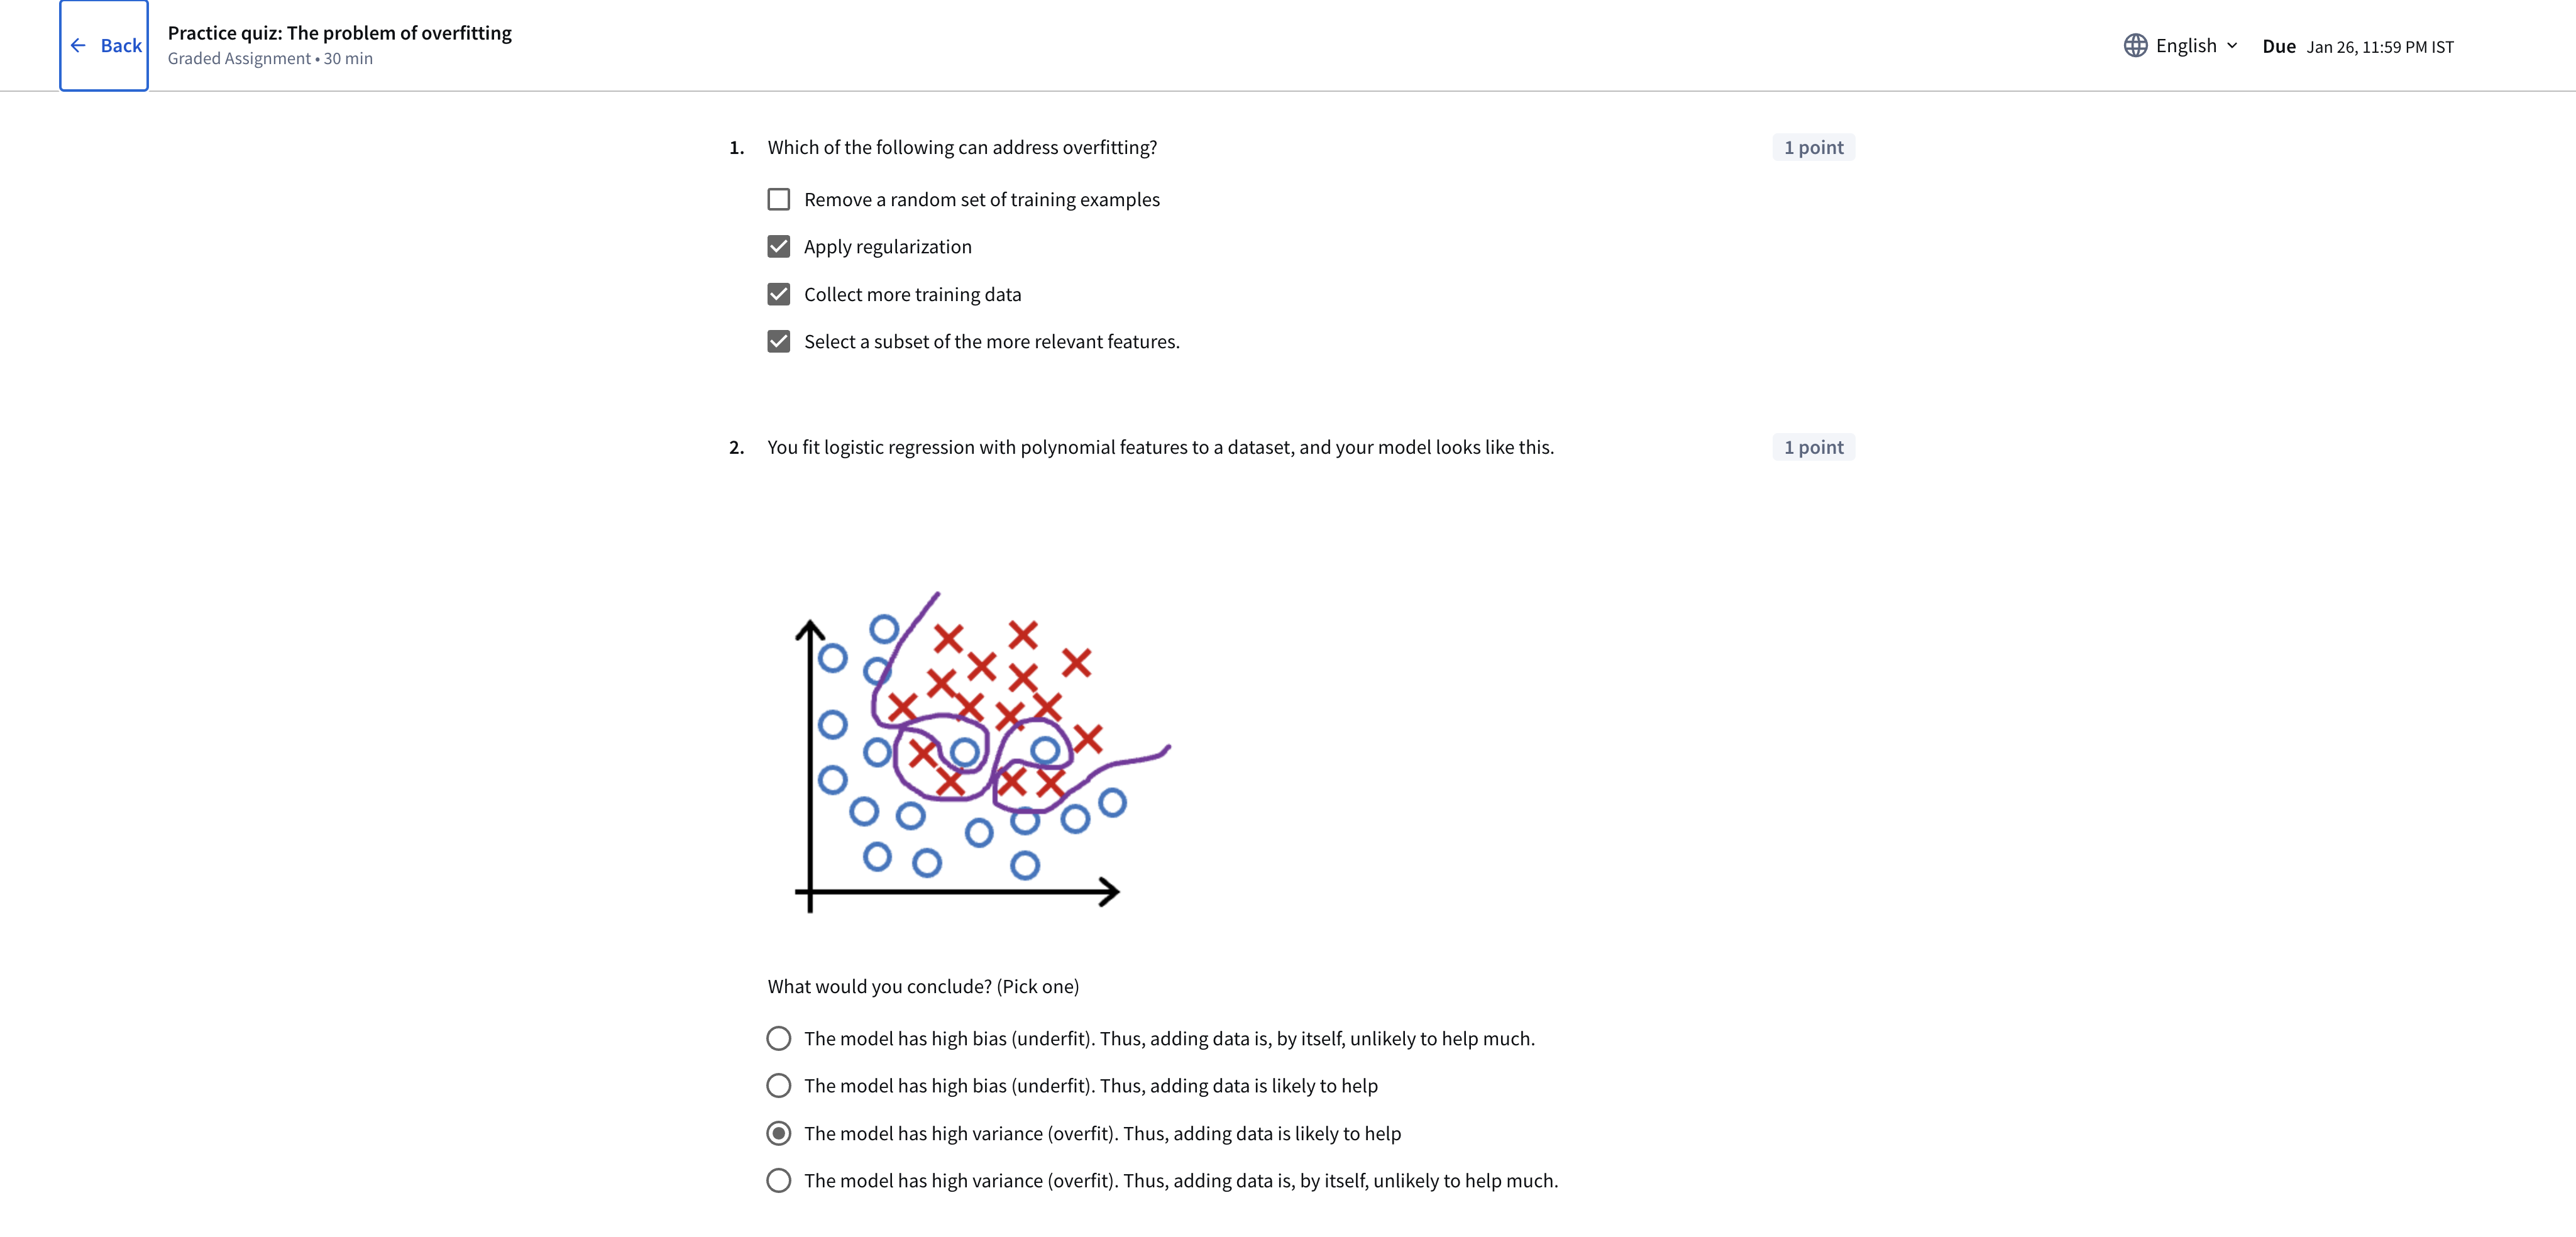 Back
Practice quiz: The problem of overfitting
Graded Assignment • 30 min
English
Due Jan 26, 11:59 PM IST
1. Which of the following can address overfitting?
1 point
Remove a random set of training examples
Apply regularization
Collect more training data
Select a subset of the more relevant features.
2. You fit logistic regression with polynomial features to a dataset, and your model looks like this.
1 point
What would you conclude? (Pick one)
The model has high bias (underfit). Thus, adding data is, by itself, unlikely to help much.
The model has high bias (underfit). Thus, adding data is likely to help
The model has high variance (overfit). Thus, adding data is likely to help
The model has high variance (overfit). Thus, adding data is, by itself, unlikely to help much.